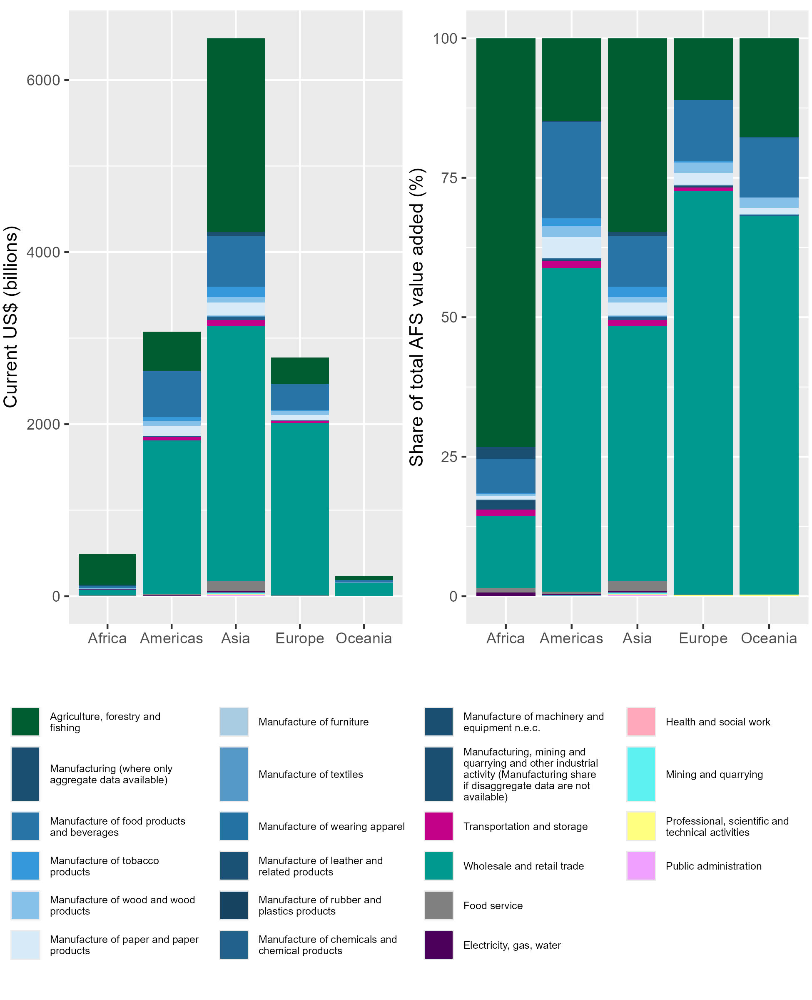 Current US$ (billions)
6000
4000
2000
0
Africa
Americas
Asia
Europe
Oceania
Share of total AFS value added (%)
100
75
50
25
0
Africa
Americas
Asia
Europe
Oceania
Agriculture, forestry and
fishing
Manufacturing (where only
aggregate data available)
Manufacture of food products
and beverages
Manufacture of tobacco
products
Manufacture of wood and wood
products
Manufacture of paper and paper
products
Manufacture of furniture
Manufacture of textiles
Manufacture of wearing apparel
Manufacture of leather and
related products
Manufacture of rubber and
plastics products
Manufacture of chemicals and
chemical products
Manufacture of machinery and
equipment n.e.c.
Manufacturing, mining and
quarrying and other industrial
activity (Manufacturing share
if disaggregate data are not
available)
Transportation and storage
Wholesale and retail trade
Food service
Electricity, gas, water
Health and social work
Mining and quarrying
Professional, scientific and
technical activities
Public administration